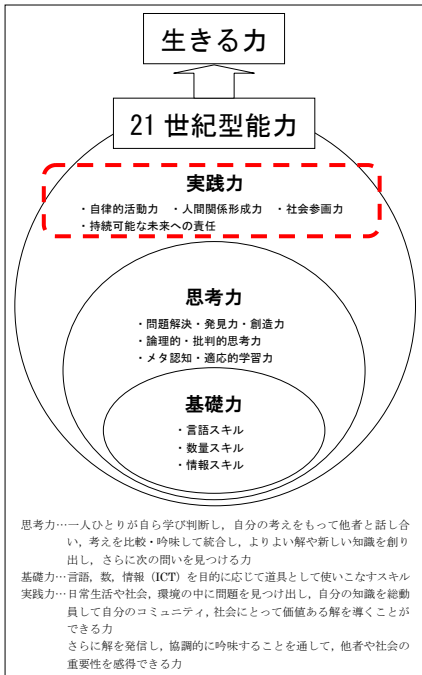 生きる力
21 世紀型能力
実践力
・自律的活動力　・人間関係形成力　・社会参画力
・持続可能な未来への責任
思考力
・問題解決・発見力・創造力
・論理的・批判的思考力
・メタ認知・適応的学習力
基礎力
・言語スキル
・数量スキル
・情報スキル
思考力…一人ひとりが自ら学び判断し，自分の考えをもって他者と話し合
い，考えを比較・吟味して統合し，よりよい解や新しい知識を創り
出し，さらに次の問いを見つける力
基礎力…言語，数，情報（ICT）を目的に応じて道具として使いこなすスキル
実践力…日常生活や社会，環境の中に問題を見つけ出し，自分の知識を総動
員して自分のコミュニティ，社会にとって価値ある解を導くことが
できる力
さらに解を発信し，協調的に吟味することを通して，他者や社会の
重要性を感得できる力